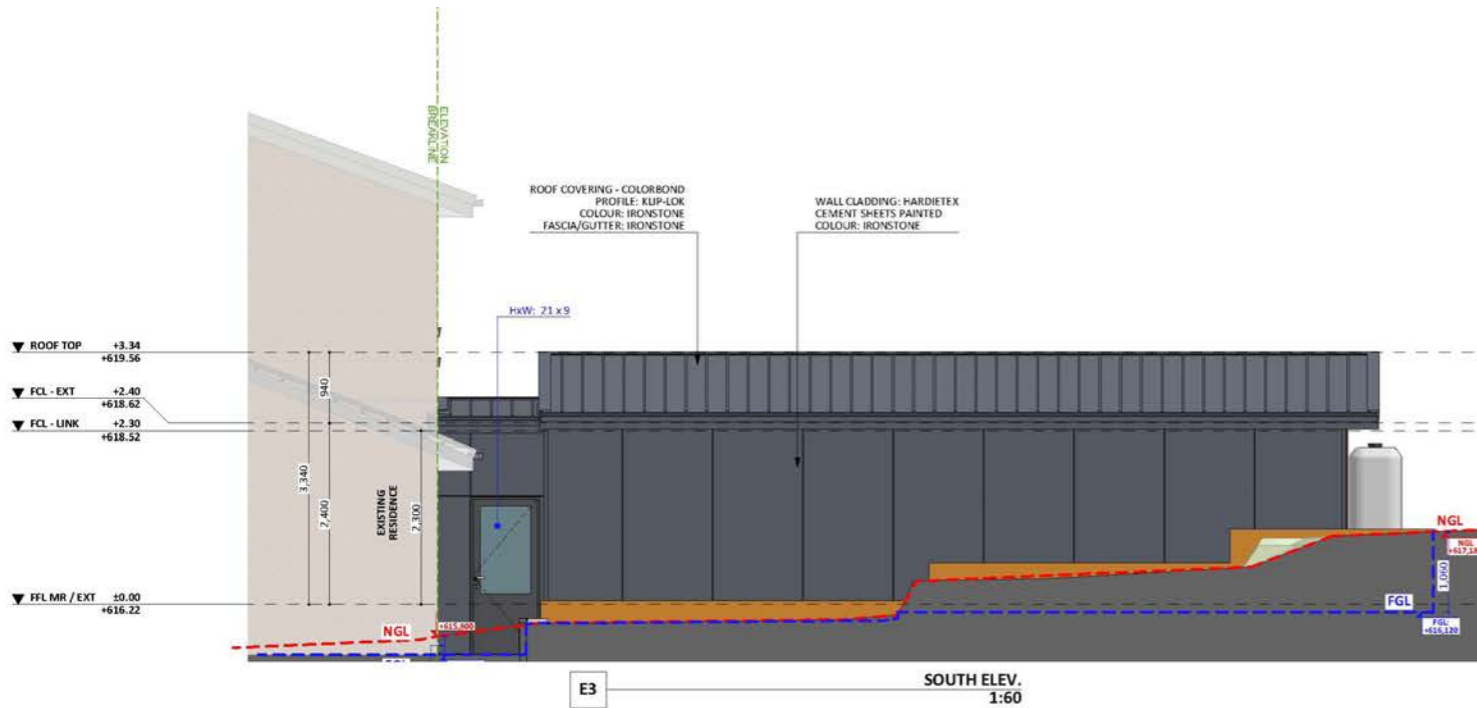 ELEVATION
BREAKLINE
ROOF COVERING - COLORBOND
PROFILE: KLIP-LOK
COLOUR: IRONSTONE
FASCIA/GUTTER: IRONSTONE
WALL CLADDING: HARDIETEX
CEMENT SHEETS PAINTED
COLOUR: IRONSTONE
HxW: 21 x 9
ROOF TOP +3.34
+619.56
FCL - EXT +2.40
+618.62
FCL - LINK +2.30
+618.52
940
3,340
2,400
2,300
EXISTING
RESIDENCE
FFL MR / EXT ±0.00
+616.22
NGL
+615,900
NGL
NGL
1,060
FGL
FGL:
+616,120
E3
SOUTH ELEV.
1:60